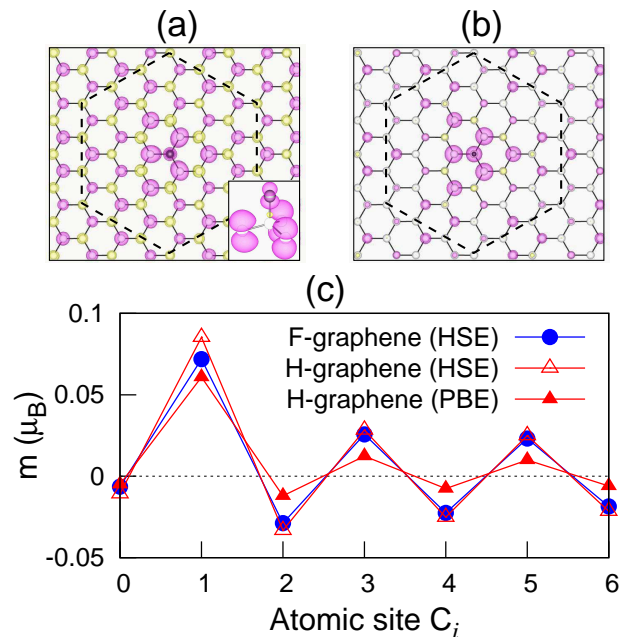 (a) (b)
(c)
0.1
F-graphene (HSE)
H-graphene (HSE)
0.05
H-graphene (PBE)
m (μB)
0
-0.05
0 1 2 3 4 5 6
Atomic site Ci